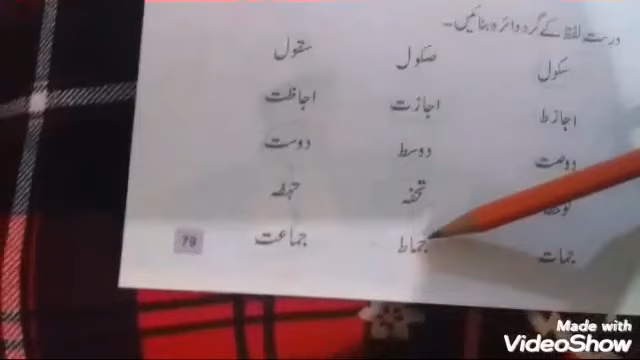 درست لفظ کے گرد دائرہ بنائیں۔
سکول صکول سقول
اجازط اجازت اجاظت
دوصت دوسط دوست
تحفہ تہفہ
جمات جماط جماعت
79
Made with
VideoShow